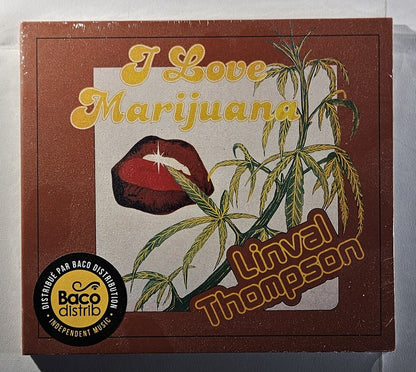 I Love
Marijuana
Linval
Thompson
DISTRIBUÉ PAR BACO DISTRIBUTION
Baco
distrib
• INDEPENDENT MUSIC •